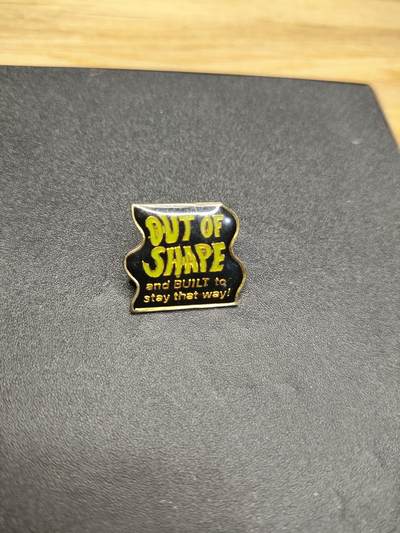 OUT OF
SHAPE
and BUILT to
stay that way!